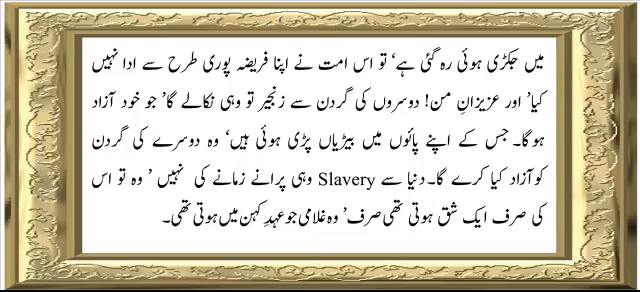 میں جکڑی ہوئی رہ گئی ہے‘ تو اس امت نے اپنا فریضہ پوری طرح سے ادا نہیں
کیا’ اور عزیزانِ من! دوسروں کی گردن سے زنجیر تو وہی نکالے گا’ جو خود آزاد
ہوگا۔ جس کے اپنے پائوں میں بیڑیاں پڑی ہوئی ہیں‘ وہ دوسرے کی گردن
کوآزاد کیا کرے گا۔ دنیا سے Slavery وہی پرانے زمانے کی نہیں ’ وہ تو اس
کی صرف ایک شق ہوتی تھی صرف’ وہ غلامی جو عہدِ کہن میں ہوتی تھی۔